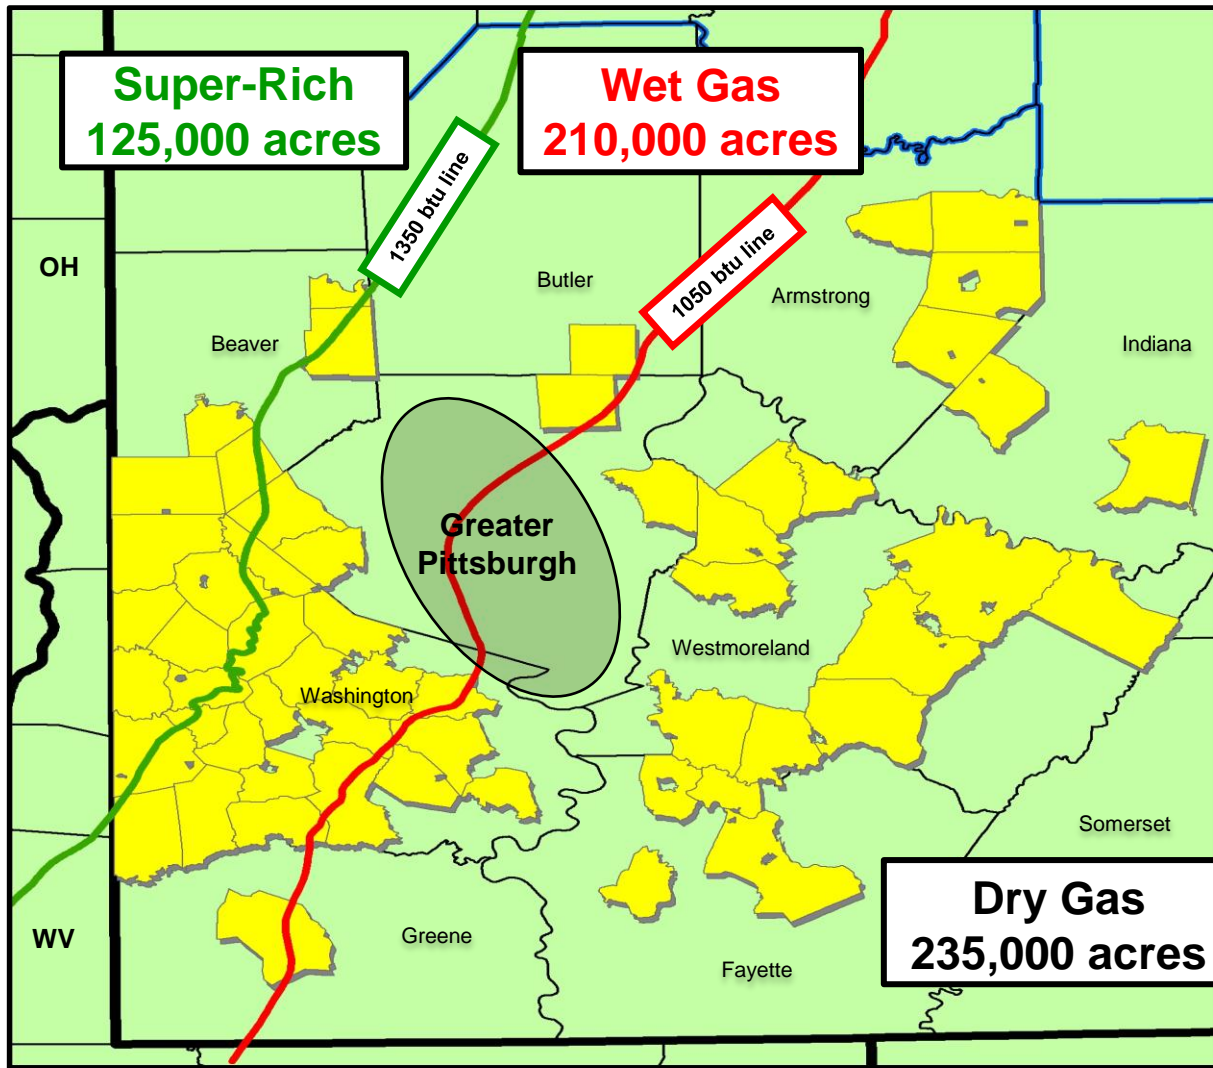 Super-Rich
125,000 acres
Wet Gas
210,000 acres
1350 btu line
1050 btu line
OH
Butler
Armstrong
Beaver
Indiana
Greater
Pittsburgh
Westmoreland
Washington
Somerset
Dry Gas
235,000 acres
WV
Greene
Fayette